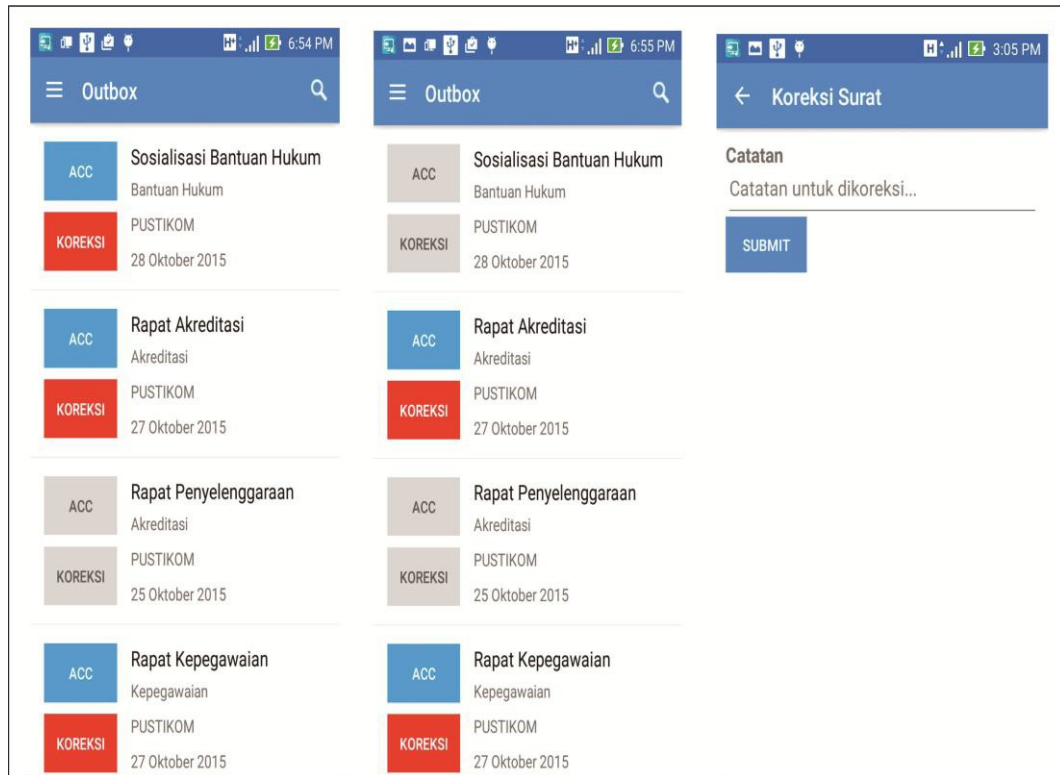 6:54 PM
Outbox
ACC
Sosialisasi Bantuan Hukum
Bantuan Hukum
KOREKSI
PUSTIKOM
28 Oktober 2015
ACC
Rapat Akreditasi
Akreditasi
KOREKSI
PUSTIKOM
27 Oktober 2015
ACC
Rapat Penyelenggaraan
Akreditasi
KOREKSI
PUSTIKOM
25 Oktober 2015
ACC
Rapat Kepegawaian
Kepegawaian
KOREKSI
PUSTIKOM
27 Oktober 2015
6:55 PM
Outbox
ACC
Sosialisasi Bantuan Hukum
Bantuan Hukum
KOREKSI
PUSTIKOM
28 Oktober 2015
ACC
Rapat Akreditasi
Akreditasi
KOREKSI
PUSTIKOM
27 Oktober 2015
ACC
Rapat Penyelenggaraan
Akreditasi
KOREKSI
PUSTIKOM
25 Oktober 2015
ACC
Rapat Kepegawaian
Kepegawaian
KOREKSI
PUSTIKOM
27 Oktober 2015
H 3:05 PM
Koreksi Surat
Catatan
Catatan untuk dikoreksi...
SUBMIT